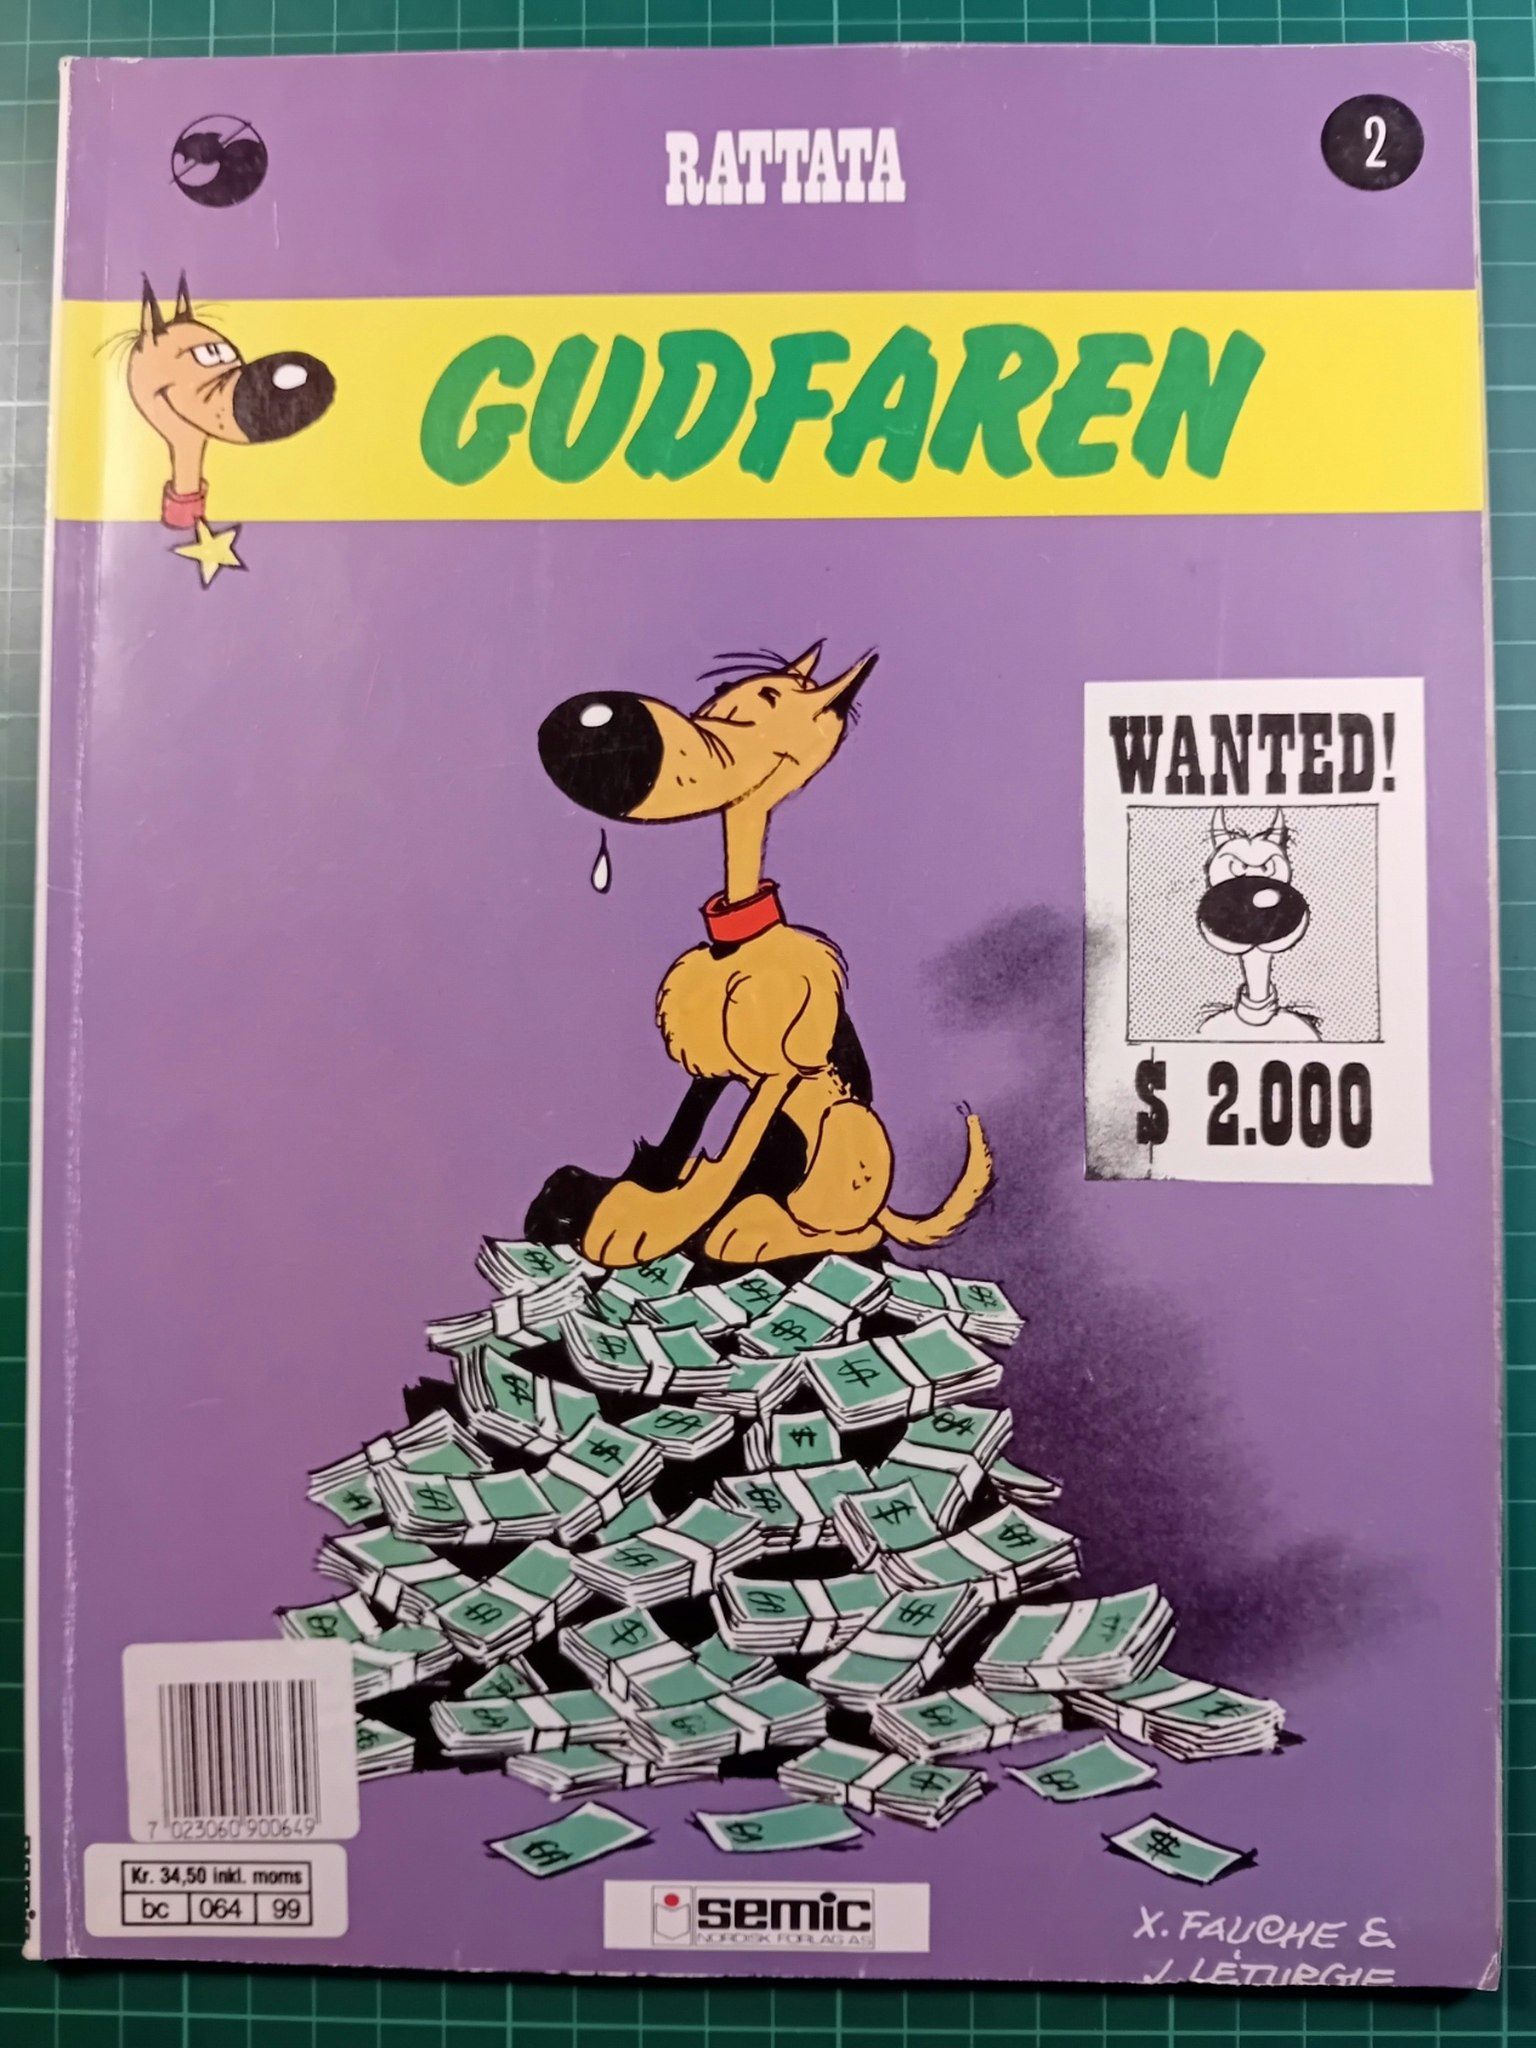 RATTATA
2
GUDFAREN
WANTED!
$ 2.000
7 023060 900649
Kr. 34,50 inkl. moms
bc 064 99
semic
NORDISK FORLAG AS
X. FAUCHE &
J. LÉTURGIE